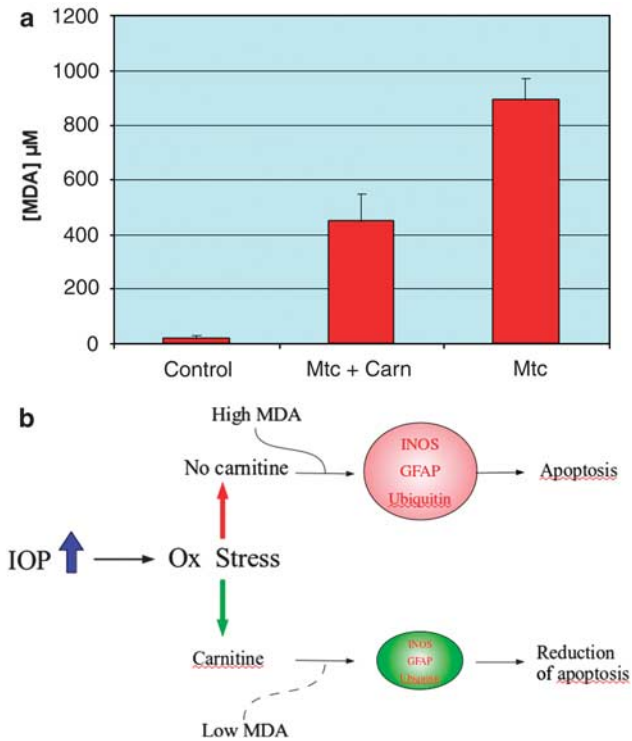 a
1200
1000
800
600
400
200
0
[MDA] µM
Control
Mtc + Carn
Mtc
b
High MDA
No carnitine
INOS
GFAP
Ubiquitin
Apoptosis
IOP
Ox Stress
Carnitine
INOS
GFAP
Ubiquitin
Reduction
of apoptosis
Low MDA